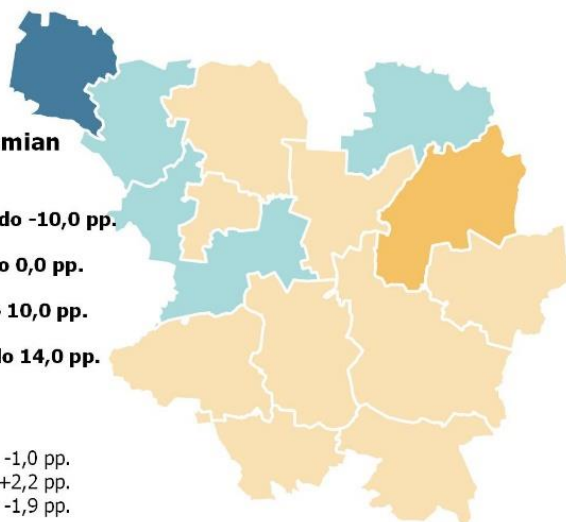 mian
do -10,0 pp.
o 0,0 pp.
10,0 pp.
do 14,0 pp.
-1,0 pp.
+2,2 pp.
-1,9 pp.